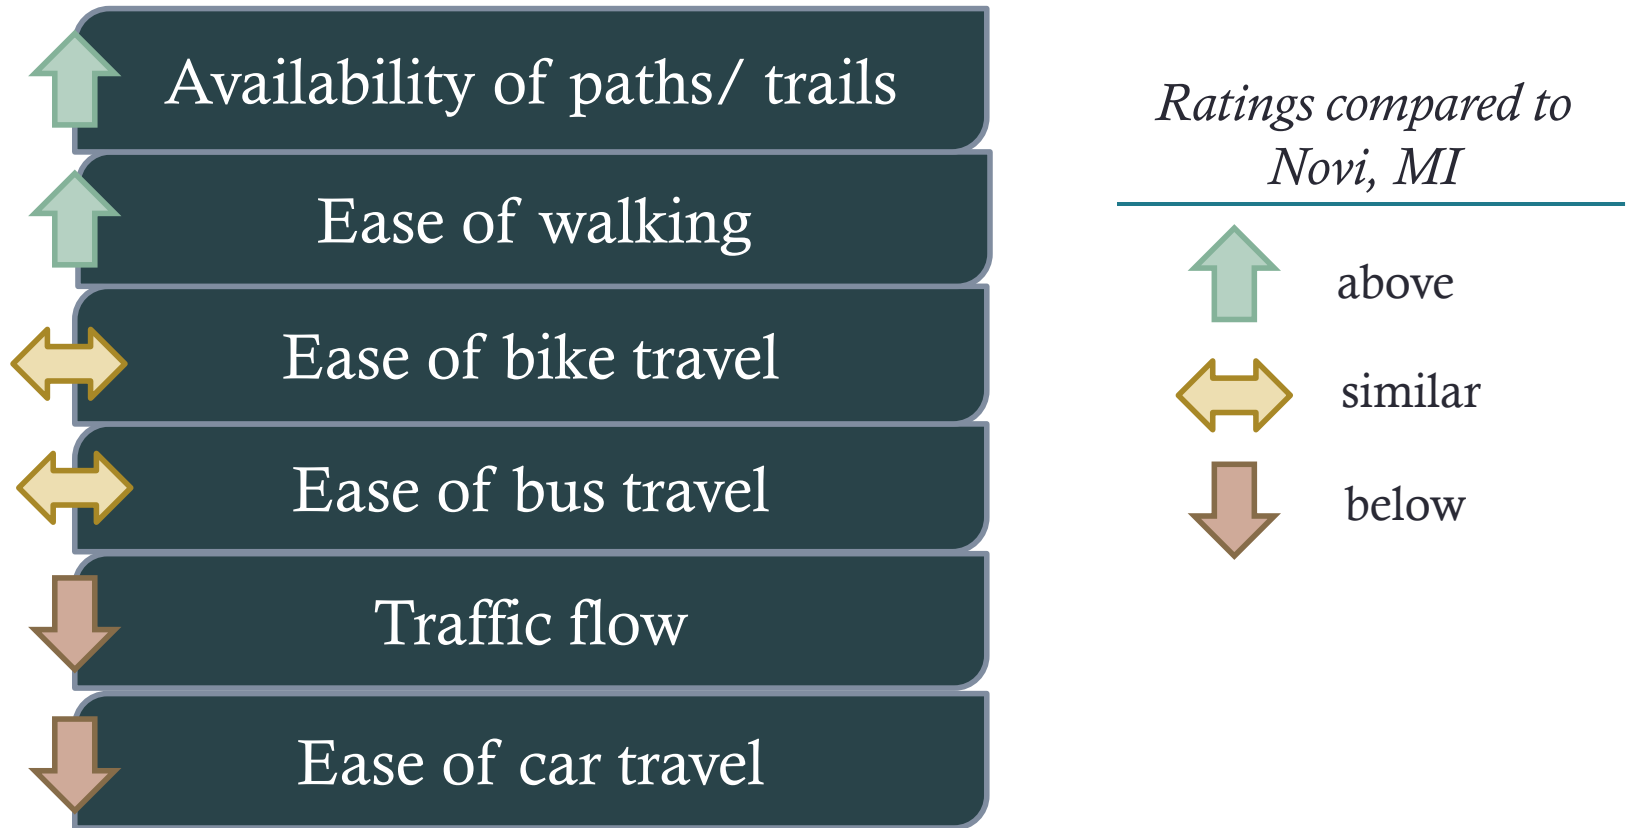 Availability of paths/ trails
Ease of walking
Ease of bike travel
Ease of bus travel
Traffic flow
Ease of car travel
Ratings compared to
Novi, MI
above
similar
below